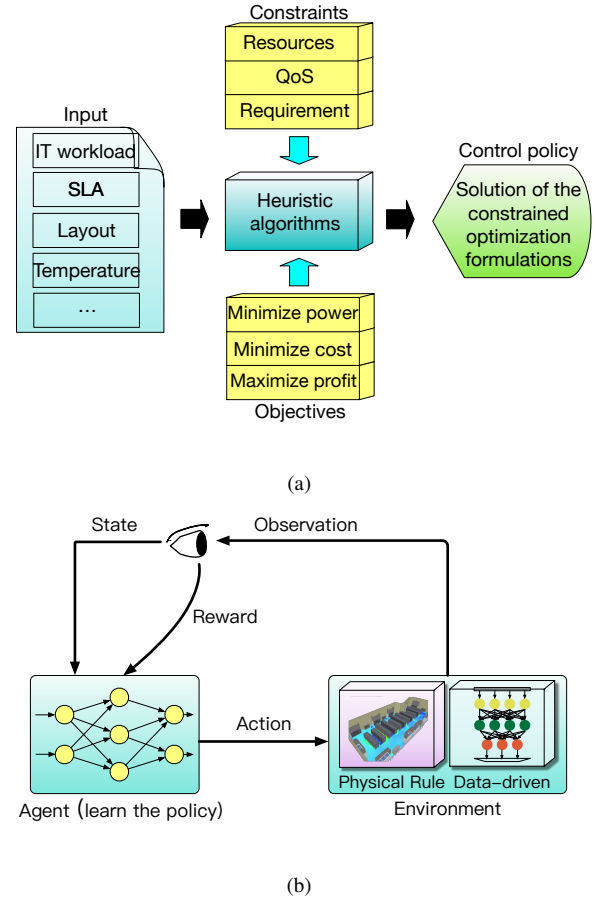 Constraints
Resources
QoS
Requirement
Input
IT workload
SLA
Layout
Temperature
...
Heuristic
algorithms
Control policy
Solution of the
constrained
optimization
formulations
Minimize power
Minimize cost
Maximize profit
Objectives
(a)
State
Observation
Reward
Action
Physical Rule
Data-driven
Agent (learn the policy)
Environment
(b)